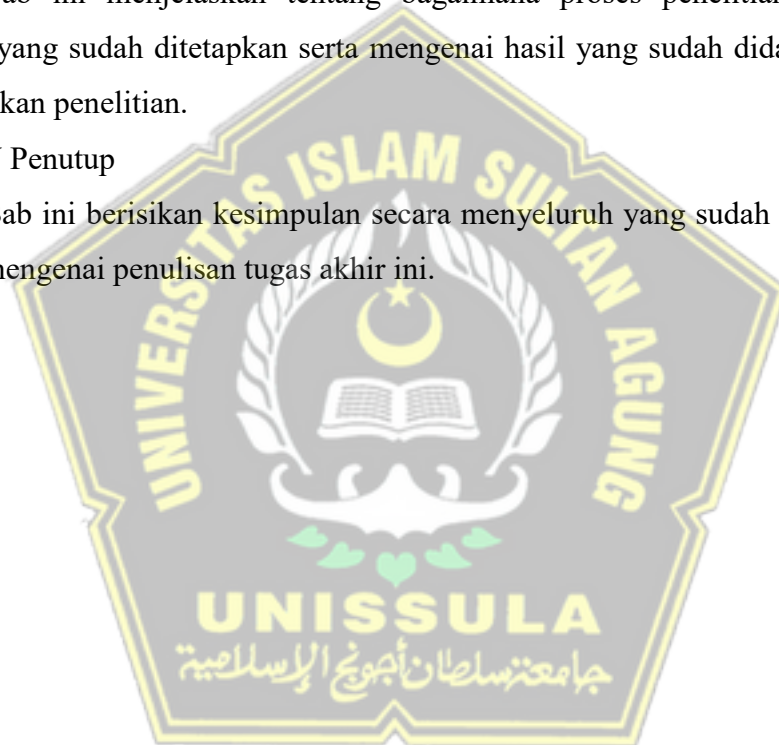 ab ini menjelaskan tentang bagaimana proses penelitian
yang sudah ditetapkan serta mengenai hasil yang sudah dida
kan penelitian.
Penutup
ab ini berisikan kesimpulan secara menyeluruh yang sudah
mengenai penulisan tugas akhir ini.
UNIVERSITAS ISLAM SULTAN AGUNG
UNISSULA
جامعة سلطان أجونج الإسلامية